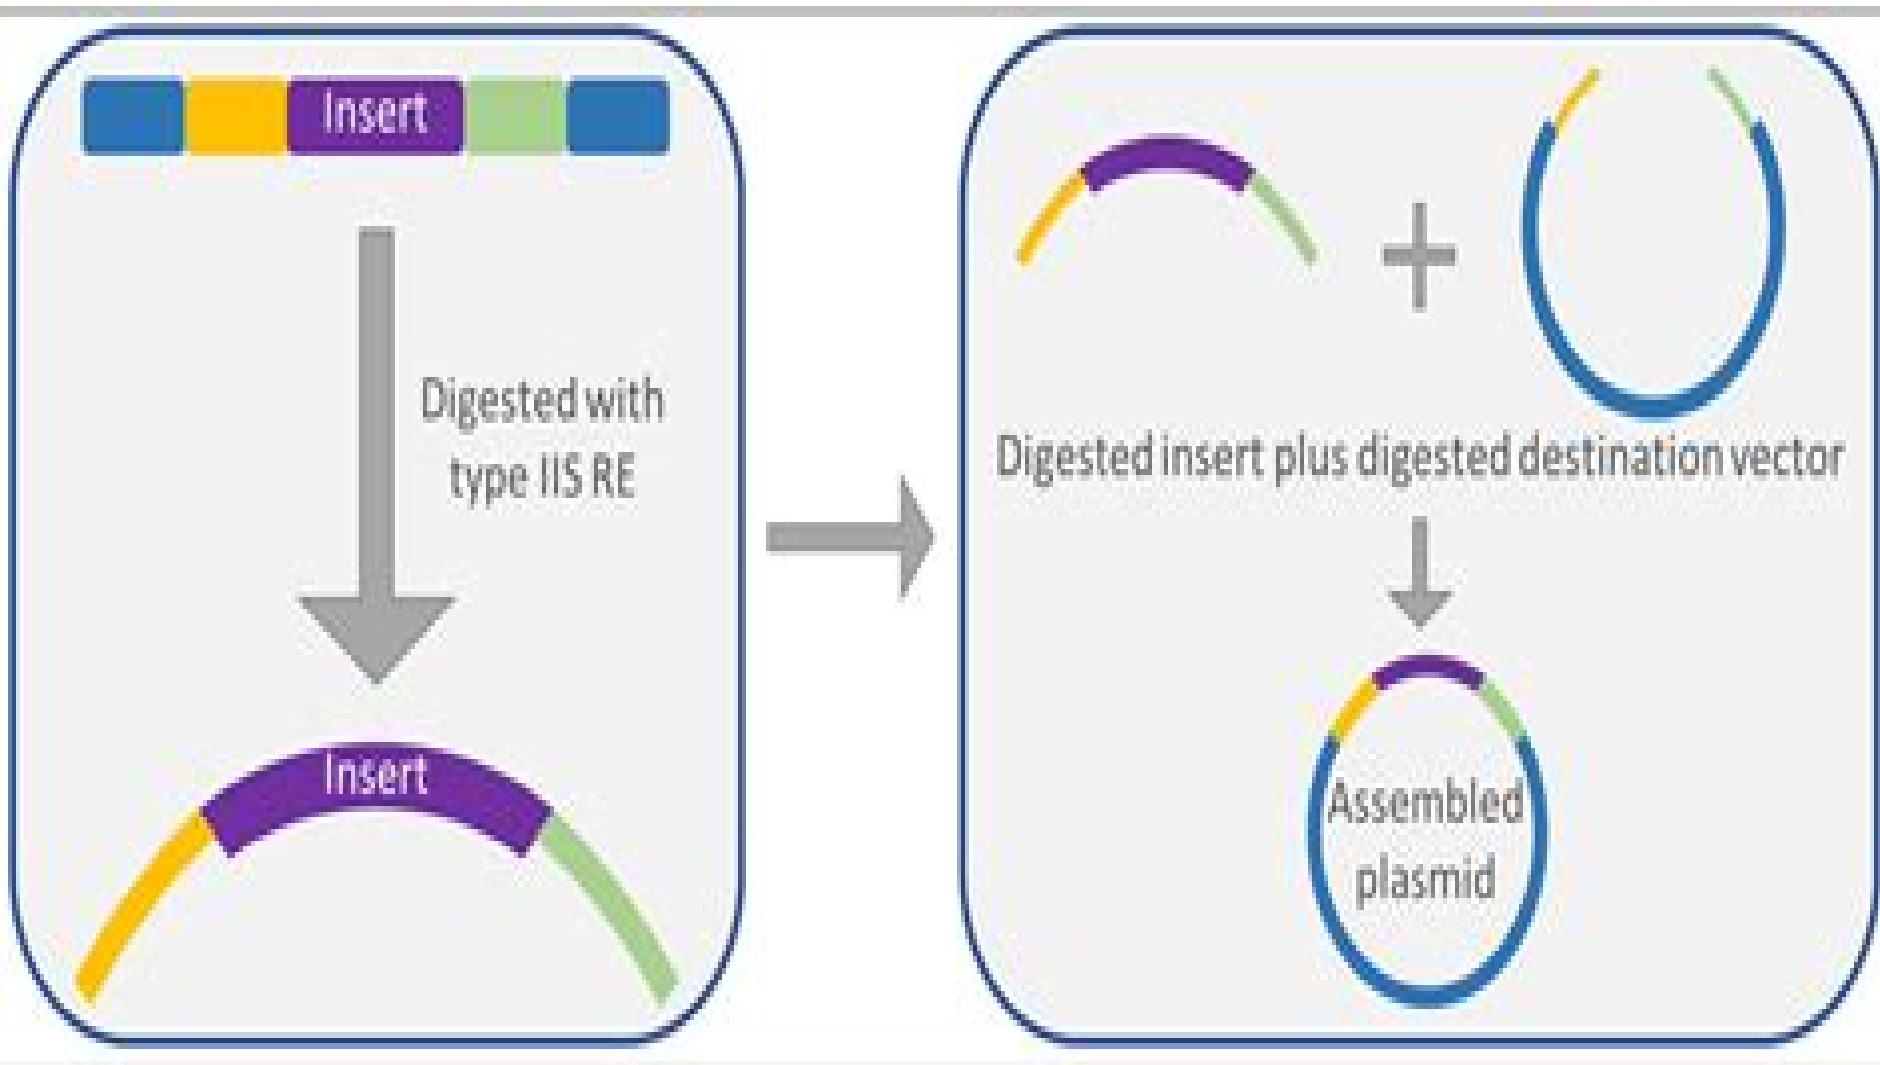 Insert
Digested with
type IIS RE
Insert
Digested insert plus digested destination vector
Assembled
plasmid